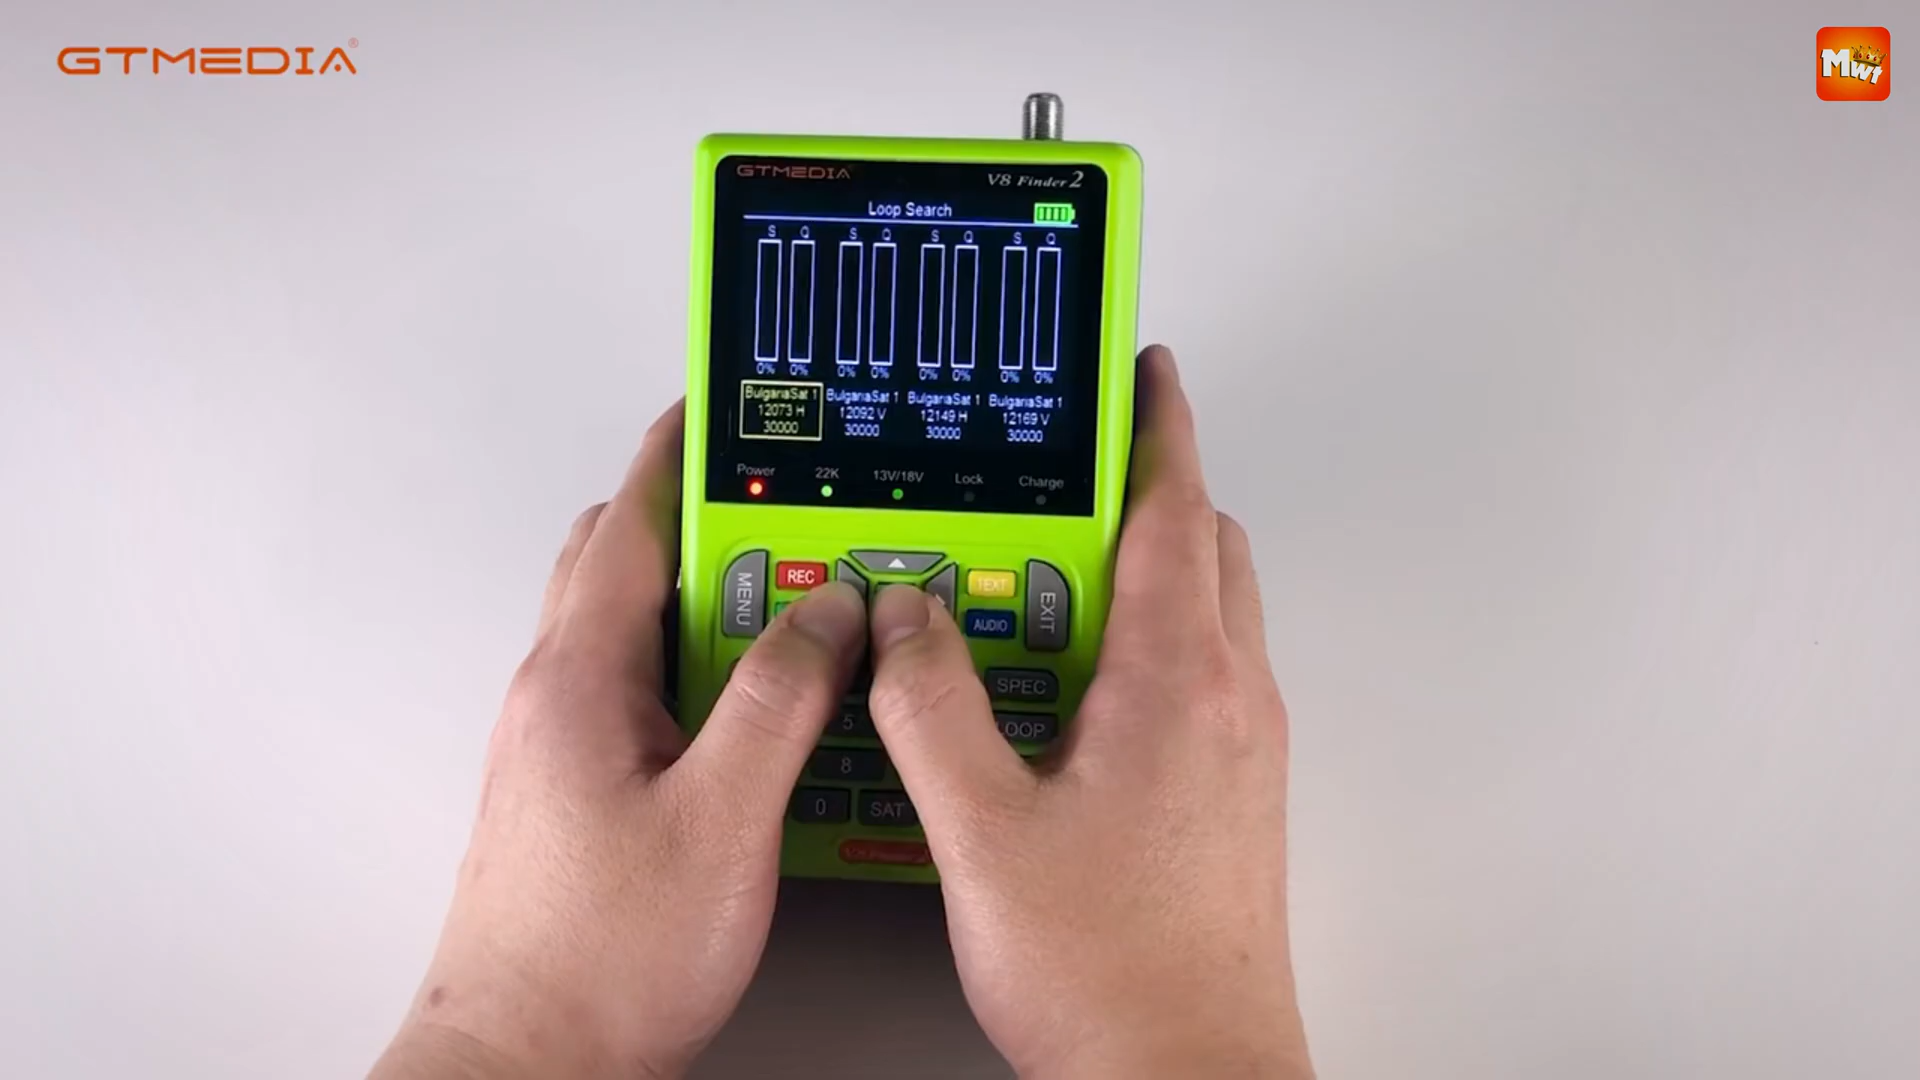 GTMEDIA®
Mwt
GTMEDIA
V8 Finder 2
Loop Search
S Q S Q S Q S Q
0% 0% 0% 0% 0% 0% 0% 0%
BulgariaSat 1 BulgariaSat 1 BulgariaSat 1 BulgariaSat 1
12073 H 12092 V 12149 H 12169 V
30000 30000 30000 30000
Power 22K 13V/18V Lock Charge
MENU
REC
TEXT
EXIT
AUDIO
SPEC
5
LOOP
8
0
SAT